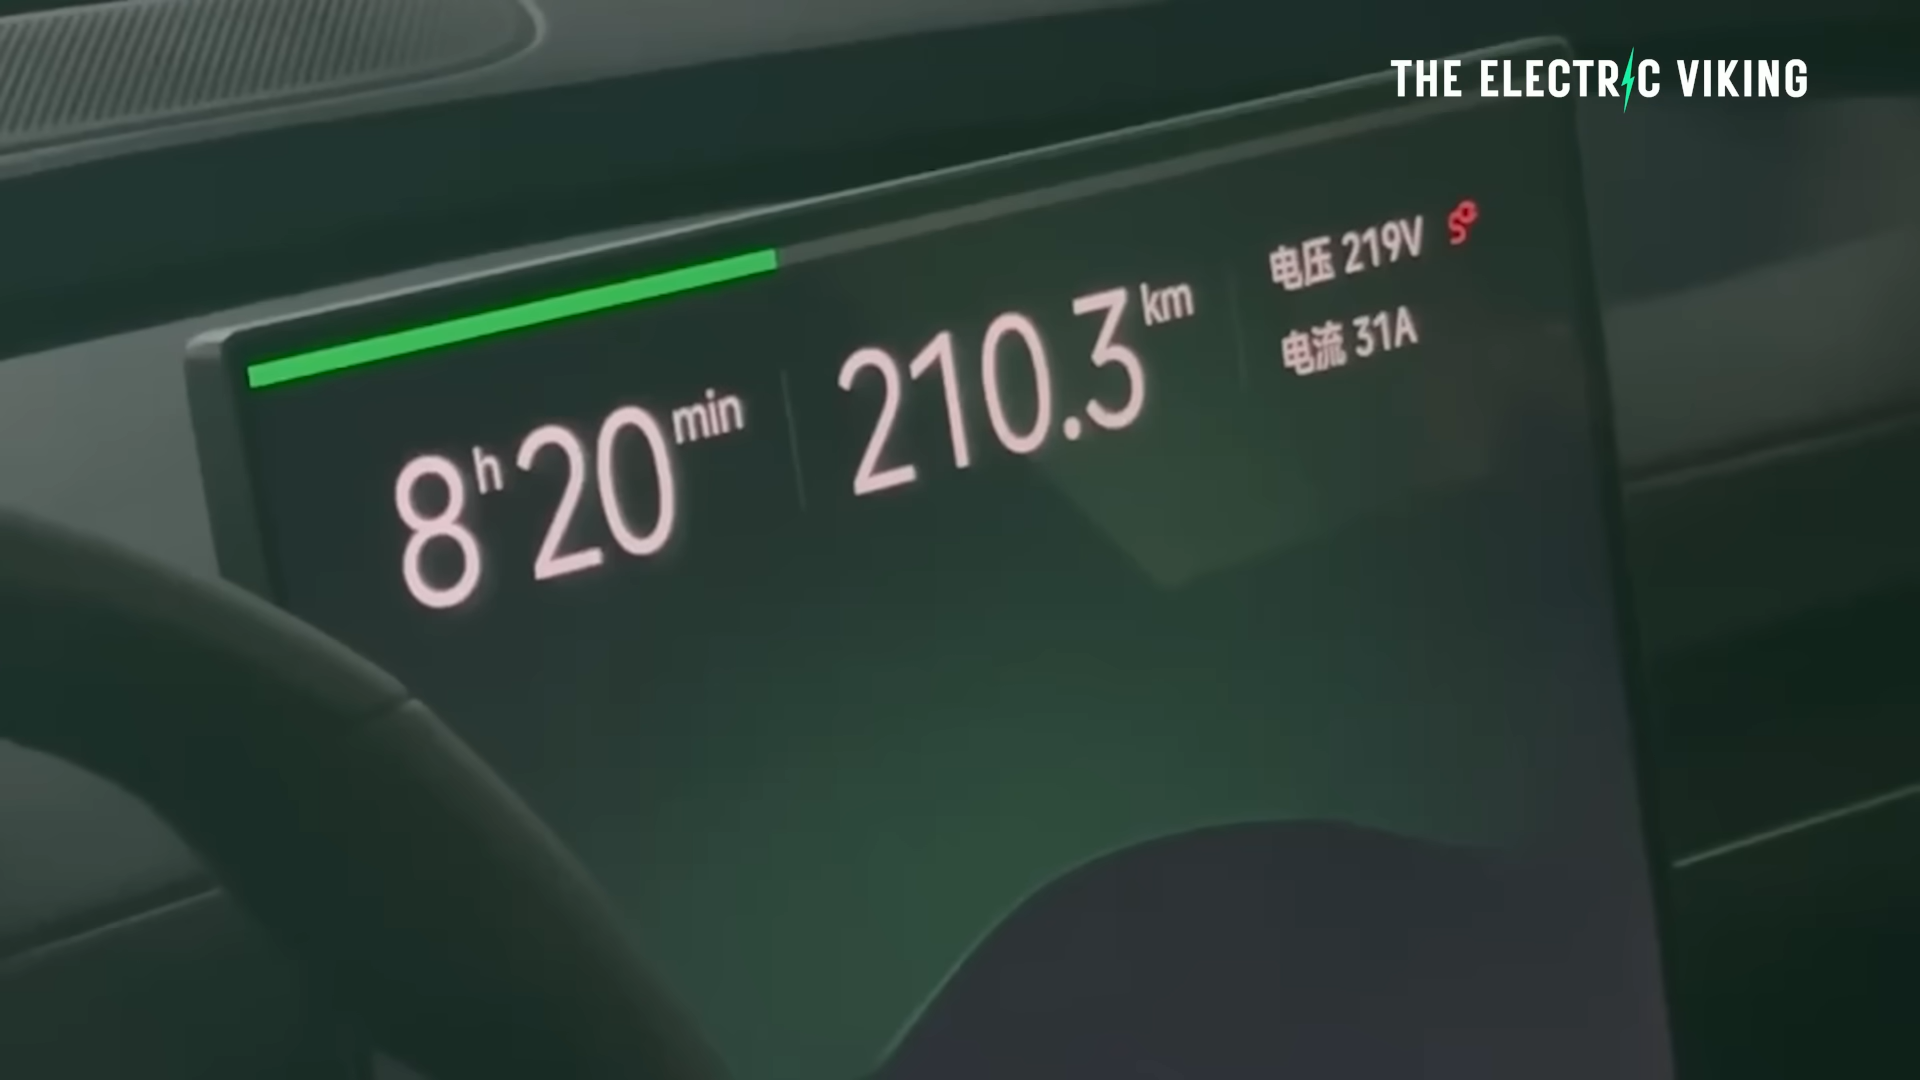 THE ELECTRIC VIKING
8h20min
210.3km
电压 219V
电流 31A